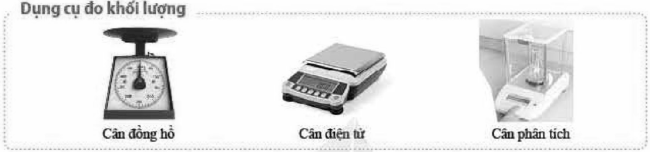 Dụng cụ đo khối lượng
Cân đồng hồ
Cân điện tử
Cân phân tích